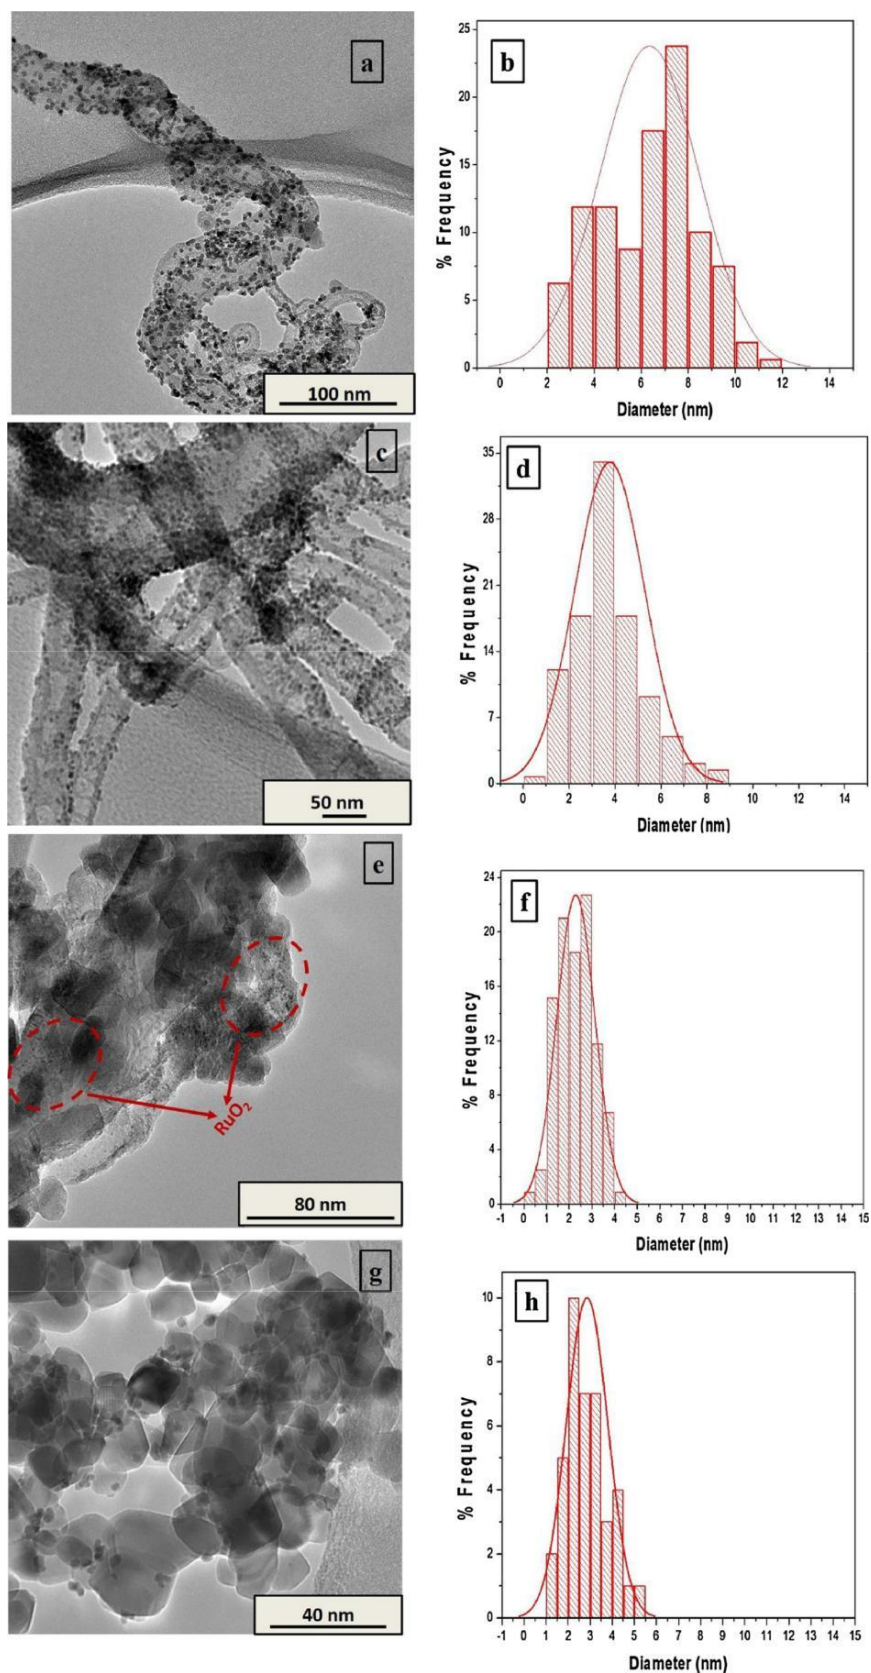 a
100 nm
b
25
20
15
10
5
0
% Frequency
0 2 4 6 8 10 12 14
Diameter (nm)
c
50 nm
d
35
28
21
14
7
0
% Frequency
0 2 4 6 8 10 12 14
Diameter (nm)
e
RuO₂
80 nm
f
24
20
16
12
8
4
0
% Frequency
-1 0 1 2 3 4 5 6 7 8 9 10 11 12 13 14 15
Diameter (nm)
g
40 nm
h
10
8
6
4
2
0
% Frequency
-1 0 1 2 3 4 5 6 7 8 9 10 11 12 13 14 15
Diameter (nm)